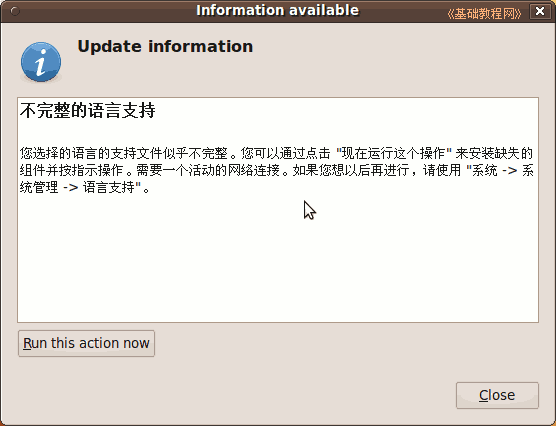 Information available
《基础教程网》
Update information
不完整的语言支持
您选择的语言的支持文件似乎不完整。您可以通过点击 "现在运行这个操作" 来安装缺失的
组件并按指示操作。需要一个活动的网络连接。如果您想以后再进行，请使用 "系统 -> 系
统管理 -> 语言支持"。
Run this action now
Close